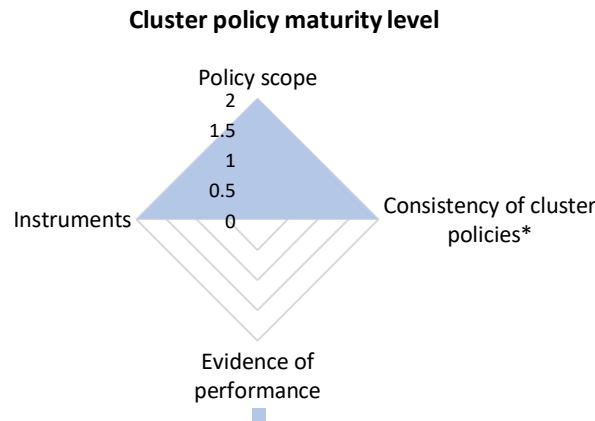 Cluster policy maturity level
Policy scope
2
1.5
1
0.5
0
Instruments
Consistency of cluster
policies*
Evidence of
performance